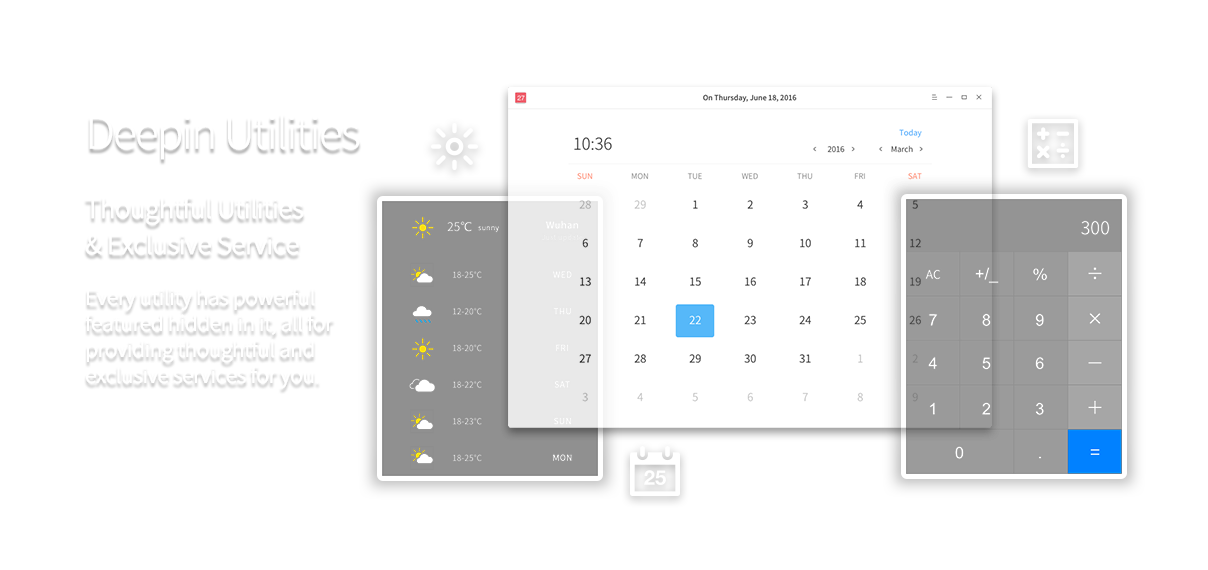 Deepin Utilities
Thoughtful Utilities
& Exclusive Service
Every utility has powerful
featured hidden in it, all for
providing thoughtful and
exclusive services for you.
25℃ sunny Wuhan
18-25℃ WED
12-20℃ THU
18-20℃ FRI
18-22℃ SAT
18-23℃ SUN
18-25℃ MON
27 On Thursday, June 18, 2016
10:36
Today
< 2016 > < March >
SUN MON TUE WED THU FRI SAT
28 29 1 2 3 4 5
6 7 8 9 10 11 12
13 14 15 16 17 18 19
20 21 22 23 24 25 26
27 28 29 30 31 1 2
3 4 5 6 7 8 9
25
300
AC +/_ % ÷
7 8 9 ×
4 5 6 −
1 2 3 +
0 . =